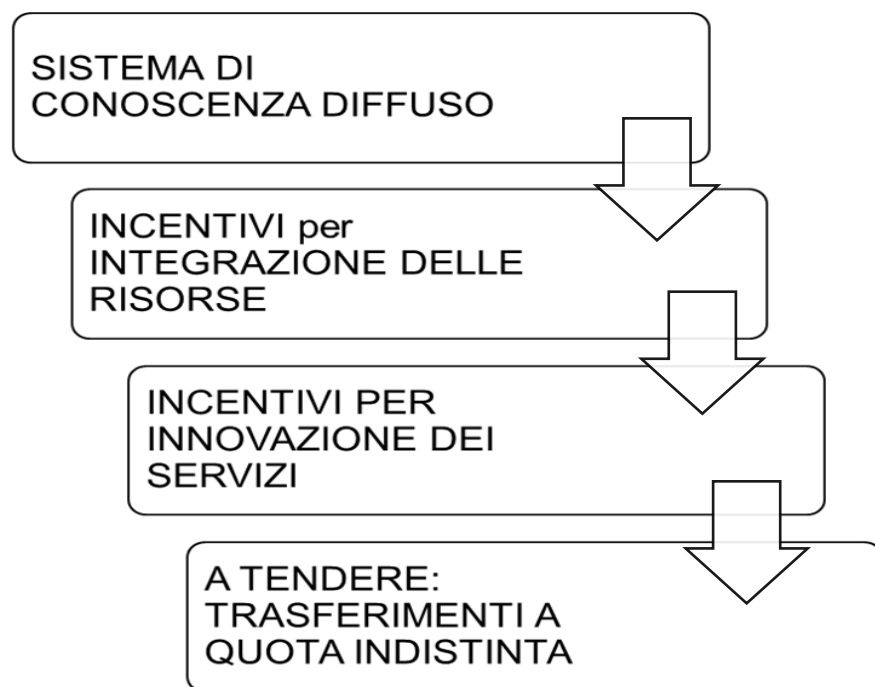 SISTEMA DI
CONOSCENZA DIFFUSO
INCENTIVI per
INTEGRAZIONE DELLE
RISORSE
INCENTIVI PER
INNOVAZIONE DEI
SERVIZI
A TENDERE:
TRASFERIMENTI A
QUOTA INDISTINTA